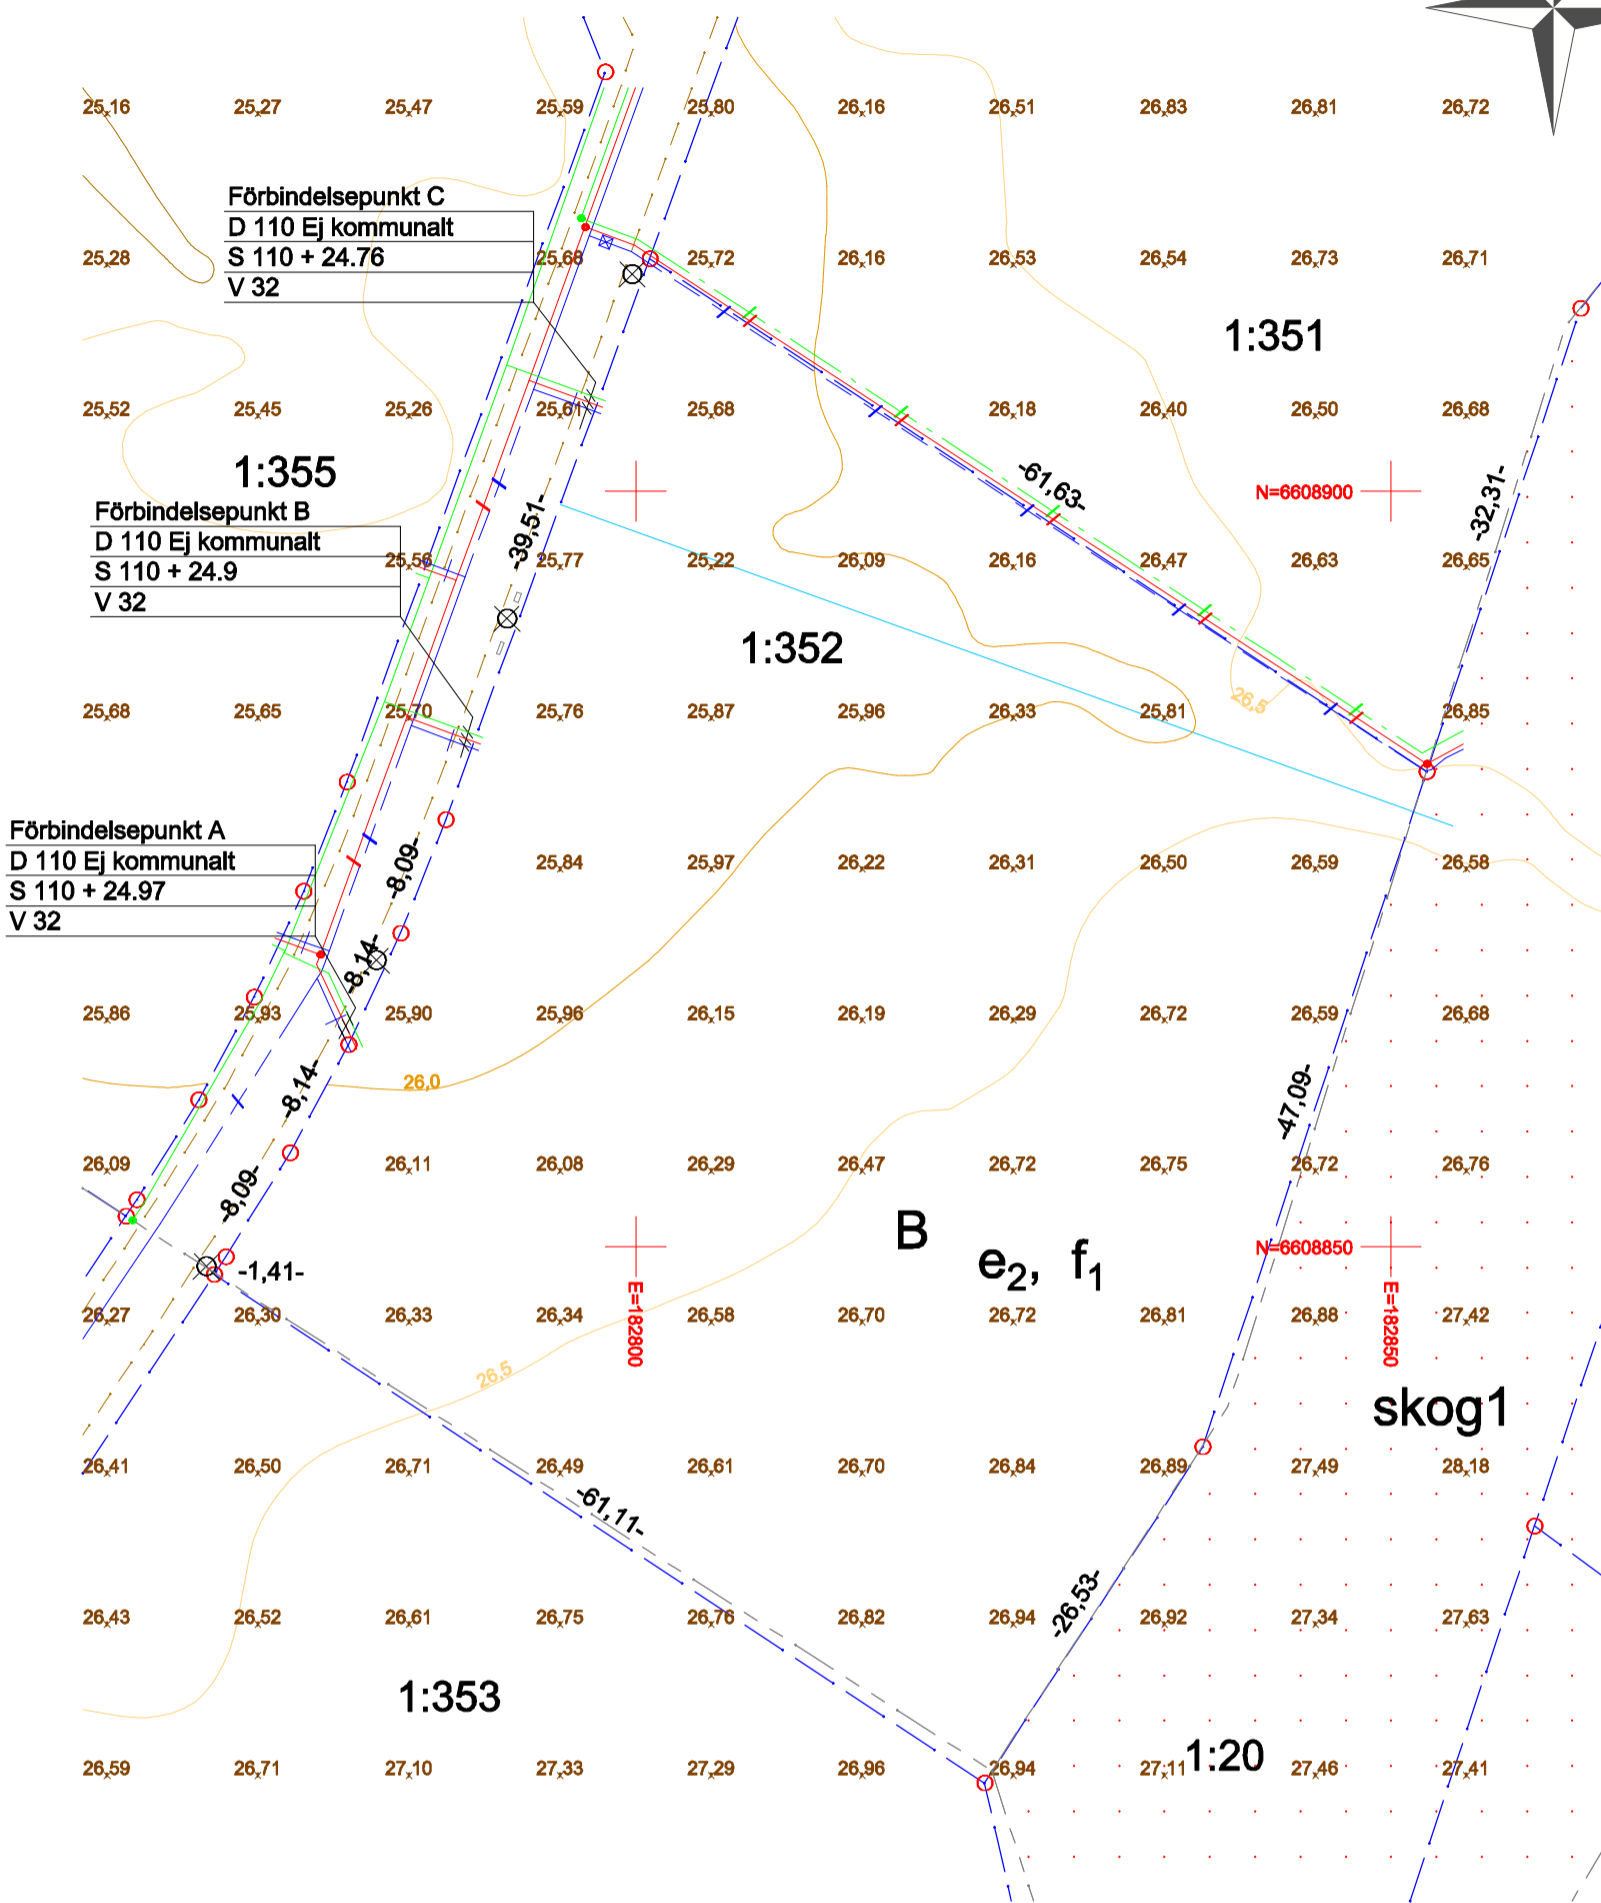 25,16 25,27 25,47 25,59 25,80 26,16 26,51 26,83 26,81 26,72
Förbindelsepunkt C
D 110 Ej kommunalt
S 110 + 24.76
V 32
25,28 25,68 25,72 26,16 26,53 26,54 26,73 26,71
1:351
25,52 25,45 25,26 25,61 25,68 26,18 26,40 26,50 26,68
1:355
-61,63-
N=6608900
-32,31-
Förbindelsepunkt B
D 110 Ej kommunalt
S 110 + 24.9
V 32
-39,51-
25,56 25,77 25,22 26,09 26,16 26,47 26,63 26,65
1:352
26,5
25,68 25,65 25,70 25,76 25,87 25,96 26,33 25,81 26,85
Förbindelsepunkt A
D 110 Ej kommunalt
S 110 + 24.97
V 32
-8,09-
25,84 25,97 26,22 26,31 26,50 26,59 26,58
-8,14-
25,86 25,93 25,90 25,96 26,15 26,19 26,29 26,72 26,59 26,68
-8,14-
26,0
-47,09-
26,09 26,11 26,08 26,29 26,47 26,72 26,75 26,72 26,76
-8,09-
B
e2, f1
N=6608850
-1,41-
E=182800
E=182850
26,27 26,30 26,33 26,34 26,58 26,70 26,72 26,81 26,88 27,42
26,5
skog1
26,41 26,50 26,71 26,49 26,61 26,70 26,84 26,89 27,49 28,18
-61,11-
-26,53-
26,43 26,52 26,61 26,75 26,76 26,82 26,94 26,92 27,34 27,63
1:353
1:20
26,59 26,71 27,10 27,33 27,29 26,96 26,94 27,11 27,46 27,41